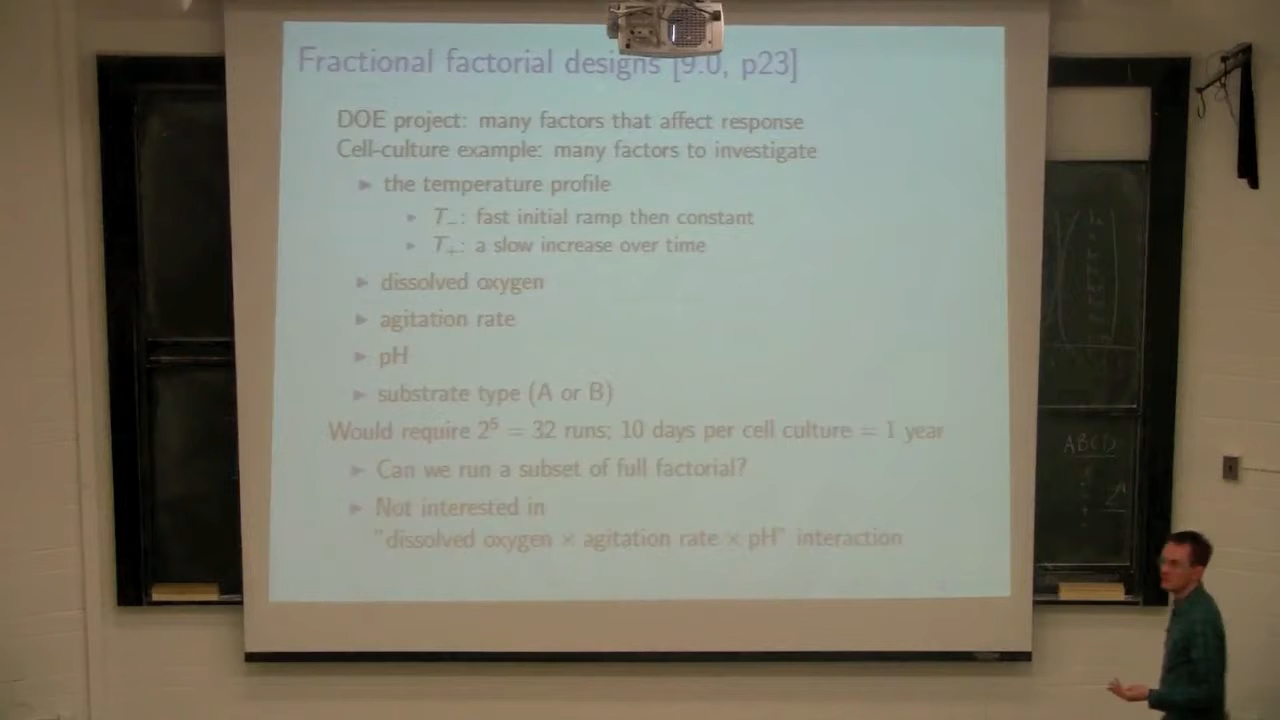 Fractional factorial designs [9.0, p23]
DOE project: many factors that affect response
Cell-culture example: many factors to investigate
► the temperature profile
► T−: fast initial ramp then constant
► T+: a slow increase over time
► dissolved oxygen
► agitation rate
► pH
► substrate type (A or B)
Would require 2⁵ = 32 runs; 10 days per cell culture = 1 year
► Can we run a subset of full factorial?
► Not interested in
"dissolved oxygen × agitation rate × pH" interaction
ABCD